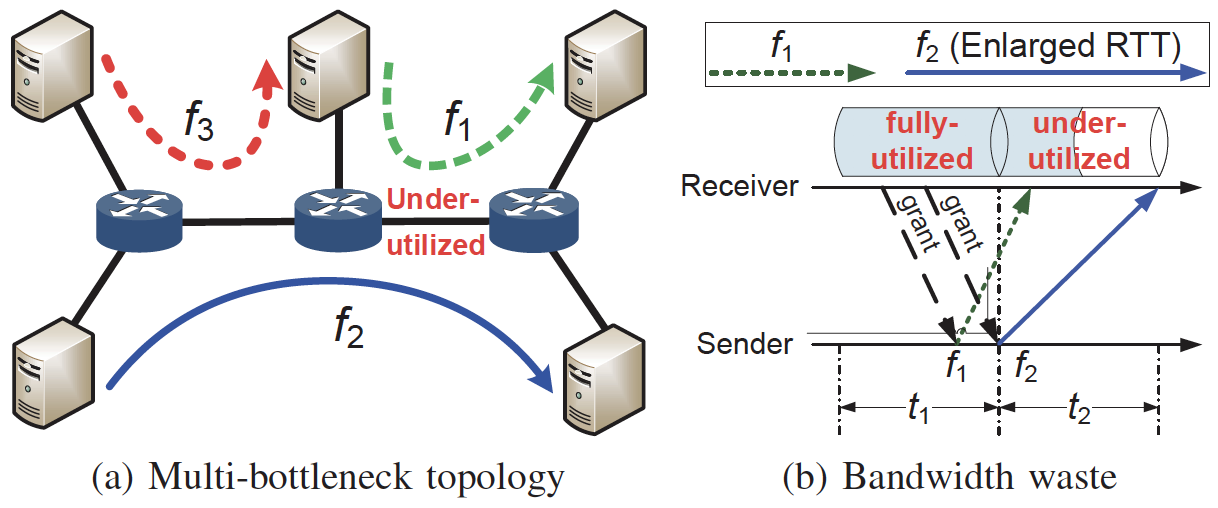 f3
f1
Under-
utilized
f2
(a) Multi-bottleneck topology
f1
f2 (Enlarged RTT)
fully-
utilized
under-
utilized
Receiver
grant
grant
Sender
f1
f2
t1
t2
(b) Bandwidth waste